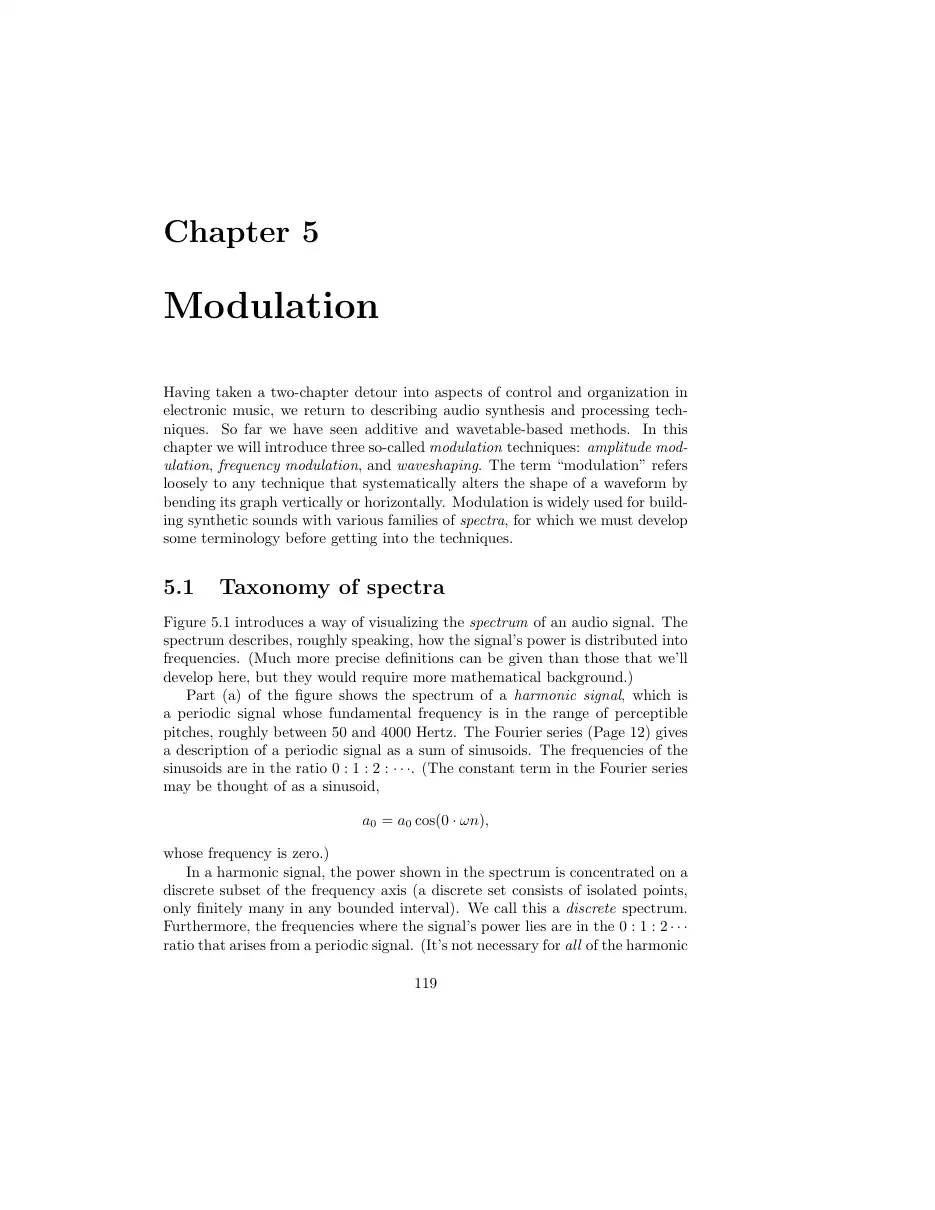 Chapter 5
Modulation
Having taken a two-chapter detour into aspects of control and organization in
electronic music, we return to describing audio synthesis and processing tech-
niques. So far we have seen additive and wavetable-based methods. In this
chapter we will introduce three so-called modulation techniques: amplitude mod-
ulation, frequency modulation, and waveshaping. The term “modulation” refers
loosely to any technique that systematically alters the shape of a waveform by
bending its graph vertically or horizontally. Modulation is widely used for build-
ing synthetic sounds with various families of spectra, for which we must develop
some terminology before getting into the techniques.
5.1 Taxonomy of spectra
Figure 5.1 introduces a way of visualizing the spectrum of an audio signal. The
spectrum describes, roughly speaking, how the signal’s power is distributed into
frequencies. (Much more precise definitions can be given than those that we’ll
develop here, but they would require more mathematical background.)
Part (a) of the figure shows the spectrum of a harmonic signal, which is
a periodic signal whose fundamental frequency is in the range of perceptible
pitches, roughly between 50 and 4000 Hertz. The Fourier series (Page 12) gives
a description of a periodic signal as a sum of sinusoids. The frequencies of the
sinusoids are in the ratio 0 : 1 : 2 : · · ·. (The constant term in the Fourier series
may be thought of as a sinusoid,
a₀ = a₀ cos(0 · ωn),
whose frequency is zero.)
In a harmonic signal, the power shown in the spectrum is concentrated on a
discrete subset of the frequency axis (a discrete set consists of isolated points,
only finitely many in any bounded interval). We call this a discrete spectrum.
Furthermore, the frequencies where the signal’s power lies are in the 0 : 1 : 2 · · ·
ratio that arises from a periodic signal. (It’s not necessary for all of the harmonic
119